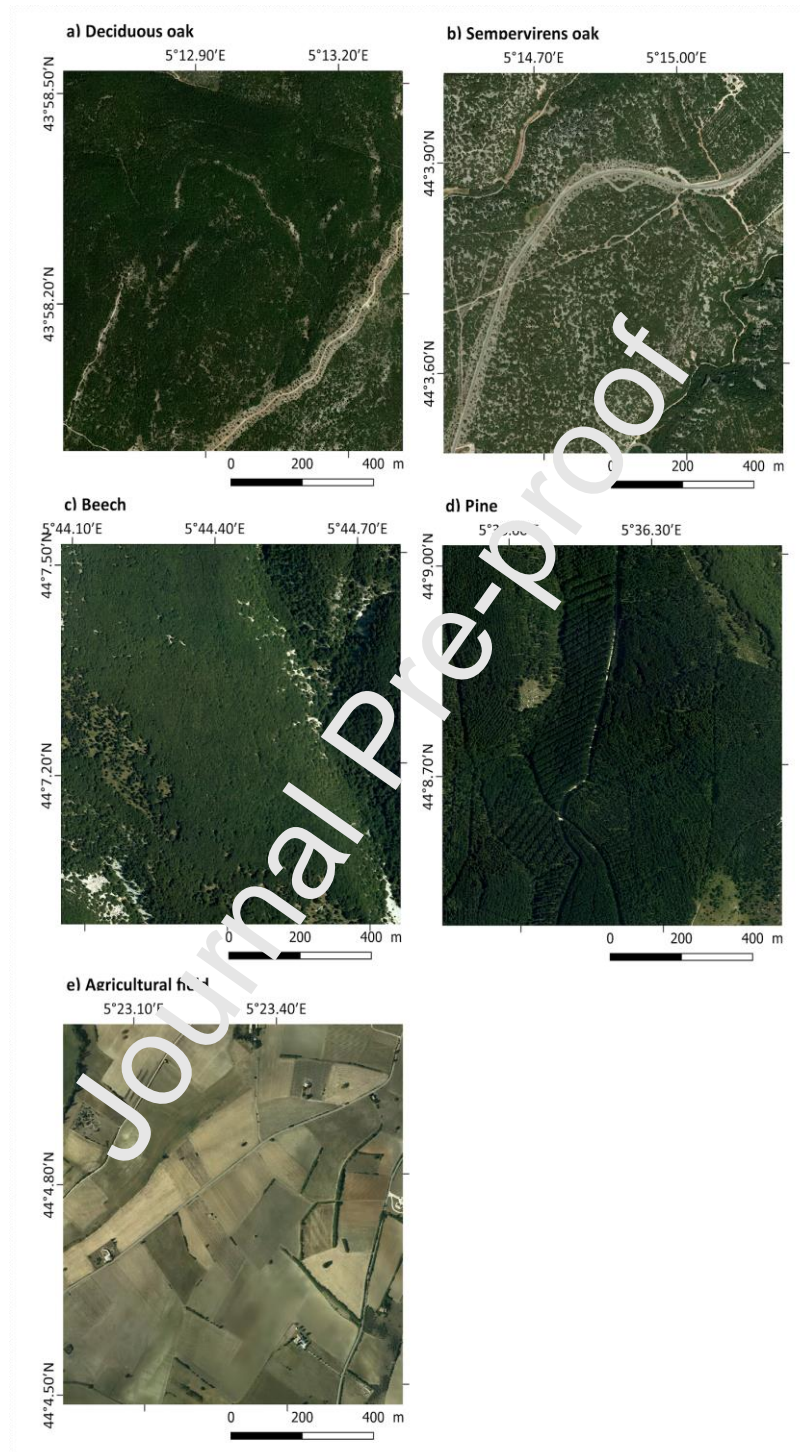 a) Deciduous oak
5°12.90'E 5°13.20'E
43°58.50'N
43°58.20'N
0 200 400 m
b) Sempervirens oak
5°14.70'E 5°15.00'E
44°3.90'N
44°3.60'N
0 200 400 m
c) Beech
5°44.10'E 5°44.40'E 5°44.70'E
44°7.50'N
44°7.20'N
0 200 400 m
d) Pine
5°36.30'E
44°9.00'N
44°8.70'N
0 200 400 m
e) Agricultural field
5°23.10'E 5°23.40'E
44°4.80'N
44°4.50'N
0 200 400 m
Journal Pre-proof